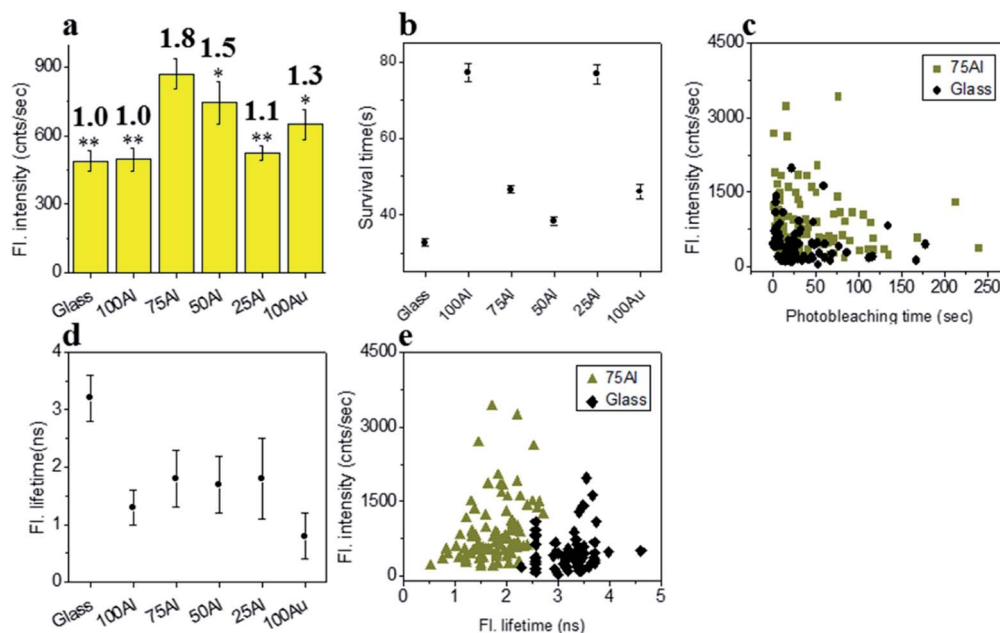 a
1.0
**
1.0
**
1.8
1.5
*
1.1
**
1.3
*
900
600
300
0
Fl. intensity (cnts/sec)
Glass
100Al
75Al
50Al
25Al
100Au
b
80
60
40
Survival time(s)
Glass
100Al
75Al
50Al
25Al
100Au
c
4500
3000
1500
0
Fl. intensity (cnts/sec)
75Al
Glass
0 50 100 150 200 250
Photobleaching time (sec)
d
4
3
2
1
0
Fl. lifetime(ns)
Glass
100Al
75Al
50Al
25Al
100Au
e
4500
3000
1500
0
Fl. intensity (cnts/sec)
75Al
Glass
0 1 2 3 4 5
Fl. lifetime (ns)